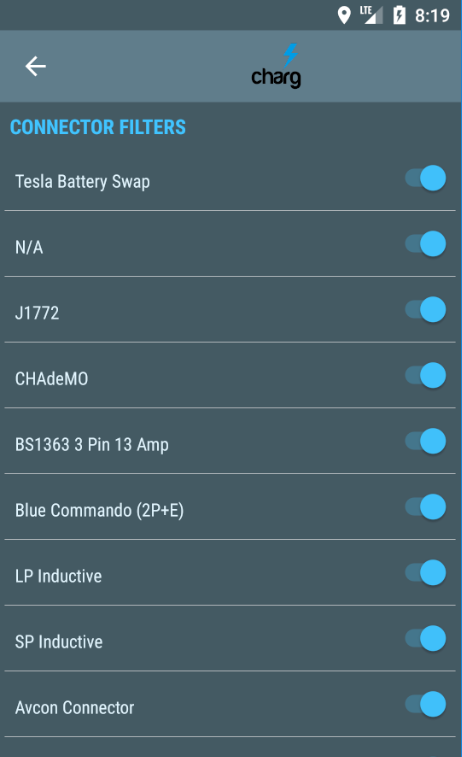 LTE 8:19
charg
CONNECTOR FILTERS
Tesla Battery Swap
N/A
J1772
CHAdeMO
BS1363 3 Pin 13 Amp
Blue Commando (2P+E)
LP Inductive
SP Inductive
Avcon Connector